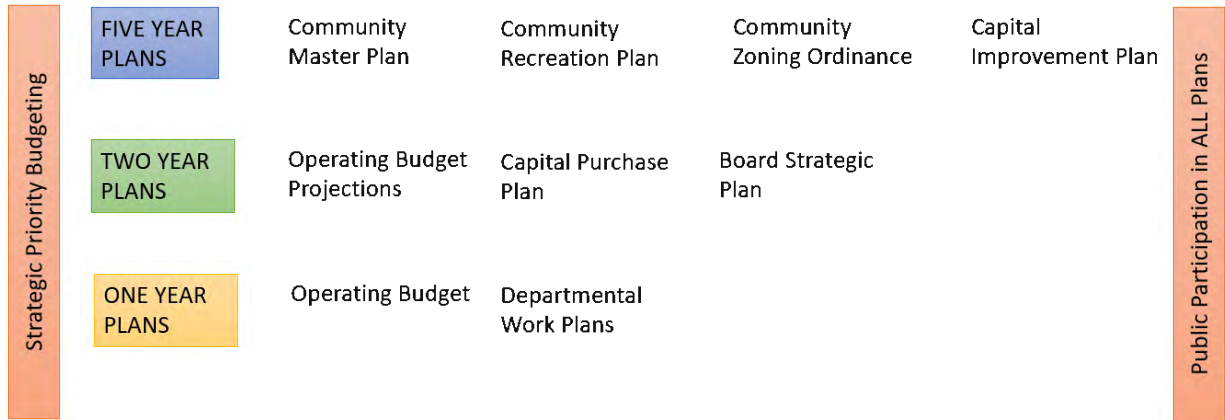 Strategic Priority Budgeting
FIVE YEAR
PLANS
Community
Master Plan
Community
Recreation Plan
Community
Zoning Ordinance
Capital
Improvement Plan
TWO YEAR
PLANS
Operating Budget
Projections
Capital Purchase
Plan
Board Strategic
Plan
ONE YEAR
PLANS
Operating Budget
Departmental
Work Plans
Public Participation in ALL Plans